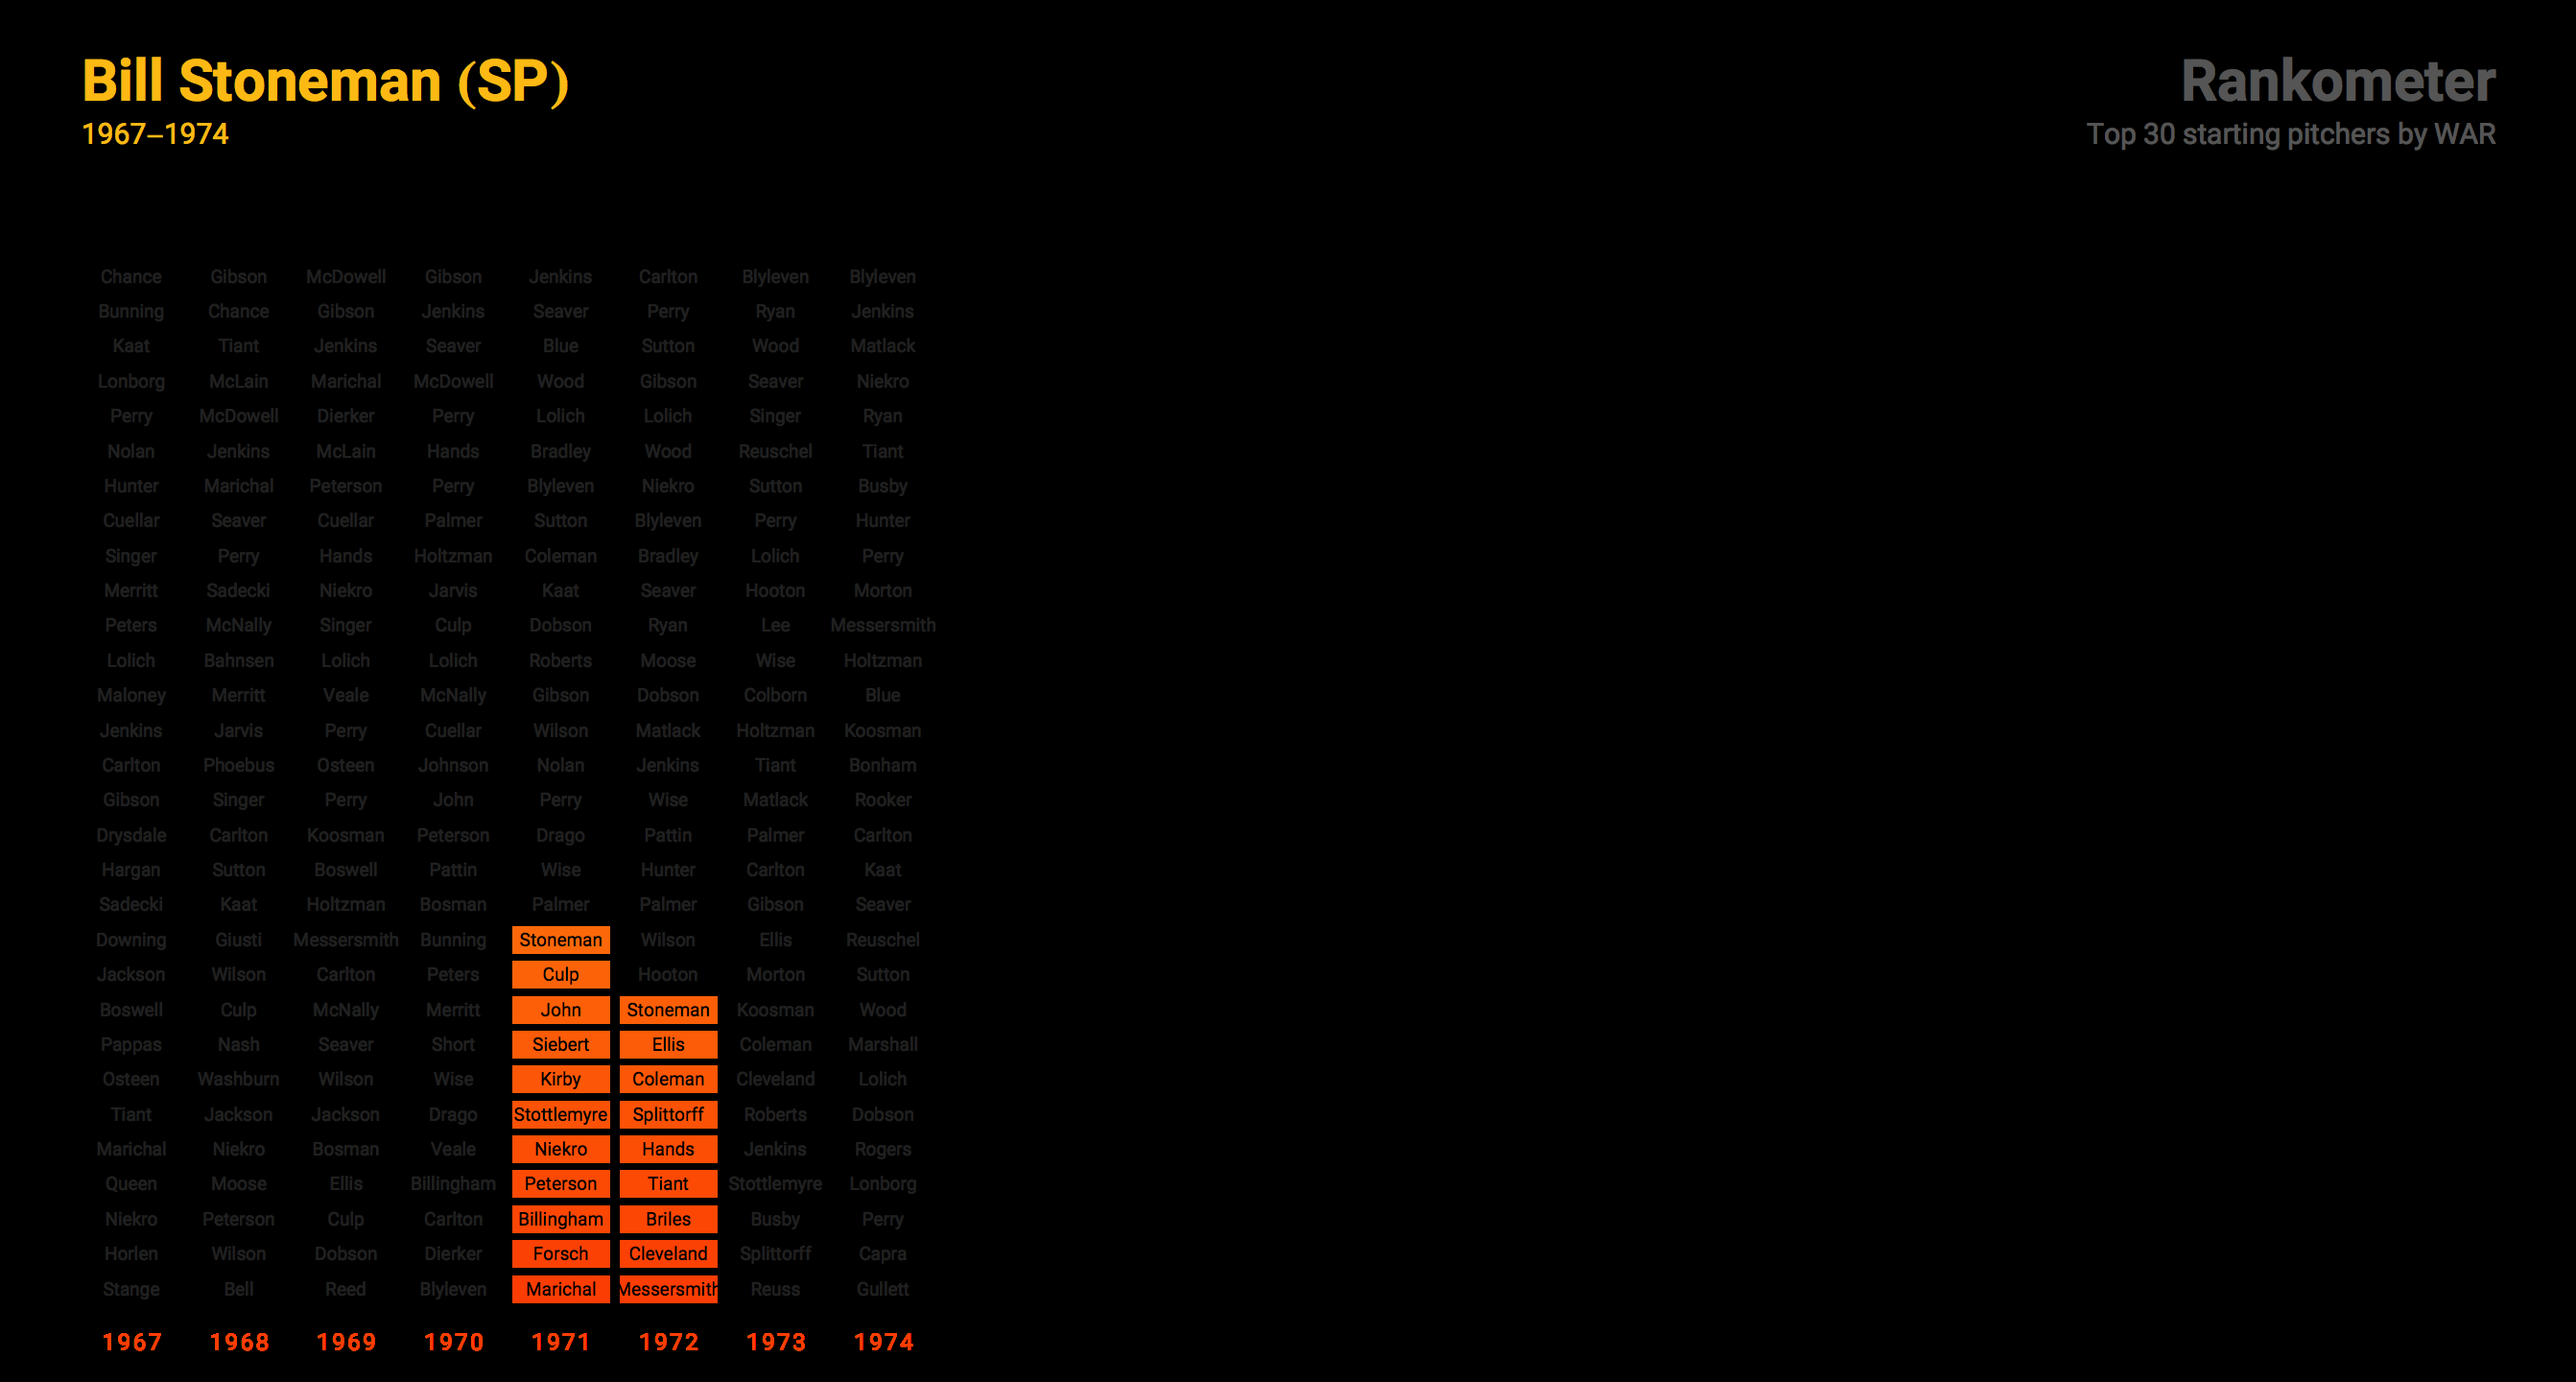 Bill Stoneman (SP)
1967–1974
Rankometer
Top 30 starting pitchers by WAR
Chance Gibson McDowell Gibson Jenkins Carlton Blyleven Blyleven
Bunning Chance Gibson Jenkins Seaver Perry Ryan Jenkins
Kaat Tiant Jenkins Seaver Blue Sutton Wood Matlack
Lonborg McLain Marichal McDowell Wood Gibson Seaver Niekro
Perry McDowell Dierker Perry Lolich Lolich Singer Ryan
Nolan Jenkins McLain Hands Bradley Wood Reuschel Tiant
Hunter Marichal Peterson Perry Blyleven Niekro Sutton Busby
Cuellar Seaver Cuellar Palmer Sutton Blyleven Perry Hunter
Singer Perry Hands Holtzman Coleman Bradley Lolich Perry
Merritt Sadecki Niekro Jarvis Kaat Seaver Hooton Morton
Peters McNally Singer Culp Dobson Ryan Lee Messersmith
Lolich Bahnsen Lolich Lolich Roberts Moose Wise Holtzman
Maloney Merritt Veale McNally Gibson Dobson Colborn Blue
Jenkins Jarvis Perry Cuellar Wilson Matlack Holtzman Koosman
Carlton Phoebus Osteen Johnson Nolan Jenkins Tiant Bonham
Gibson Singer Perry John Perry Wise Matlack Rooker
Drysdale Carlton Koosman Peterson Drago Pattin Palmer Carlton
Hargan Sutton Boswell Pattin Wise Hunter Carlton Kaat
Sadecki Kaat Holtzman Bosman Palmer Palmer Gibson Seaver
Downing Giusti Messersmith Bunning Stoneman Wilson Ellis Reuschel
Jackson Wilson Carlton Peters Culp Hooton Morton Sutton
Boswell Culp McNally Merritt John Stoneman Koosman Wood
Pappas Nash Seaver Short Siebert Ellis Coleman Marshall
Osteen Washburn Wilson Wise Kirby Coleman Cleveland Lolich
Tiant Jackson Jackson Drago Stottlemyre Splittorff Roberts Dobson
Marichal Niekro Bosman Veale Niekro Hands Jenkins Rogers
Queen Moose Ellis Billingham Peterson Tiant Stottlemyre Lonborg
Niekro Peterson Culp Carlton Billingham Briles Busby Perry
Horlen Wilson Dobson Dierker Forsch Cleveland Splittorff Capra
Stange Bell Reed Blyleven Marichal Messersmith Reuss Gullett
1967 1968 1969 1970 1971 1972 1973 1974